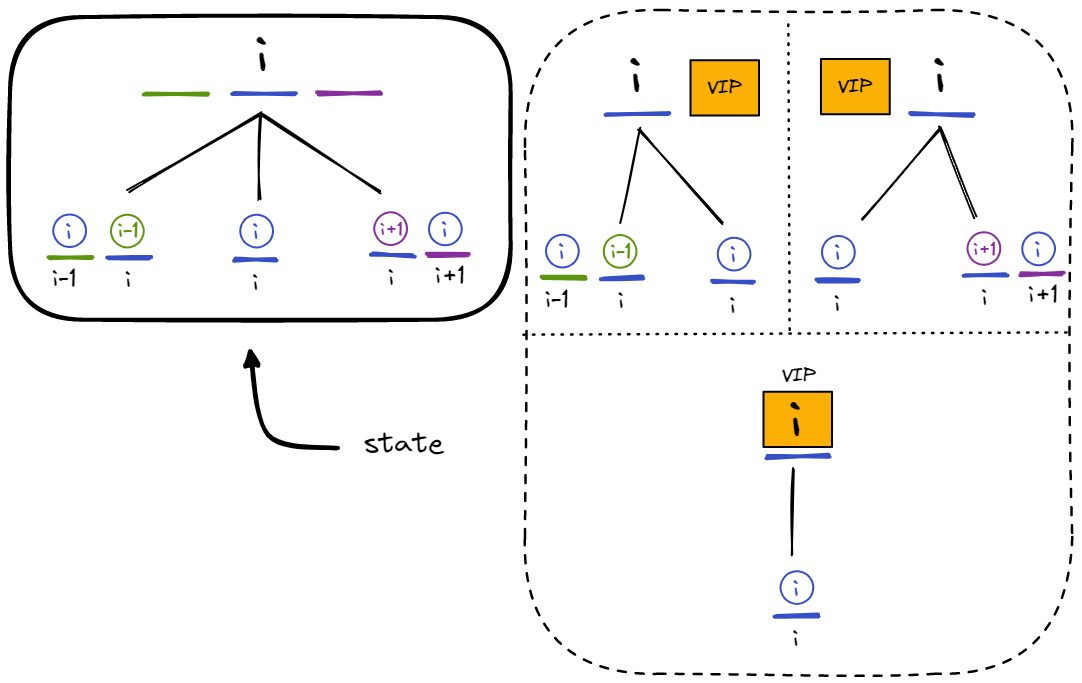 i
i i-1 i i+1 i
i-1 i i i i+1
state
i VIP
i i-1 i
i-1 i i
VIP i
i i+1 i
i i i+1
VIP
i
i
i